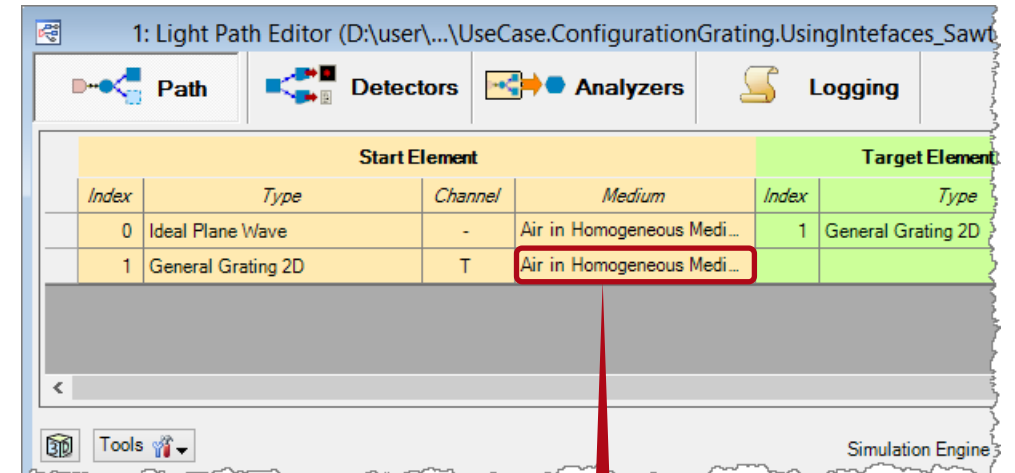 1: Light Path Editor (D:\user\...\UseCase.ConfigurationGrating.UsingIntefaces_Sawt
Path Detectors Analyzers Logging
Start Element Target Element
Index Type Channel Medium Index Type
0 Ideal Plane Wave - Air in Homogeneous Medi... 1 General Grating 2D
1 General Grating 2D T Air in Homogeneous Medi...
Tools Simulation Engine